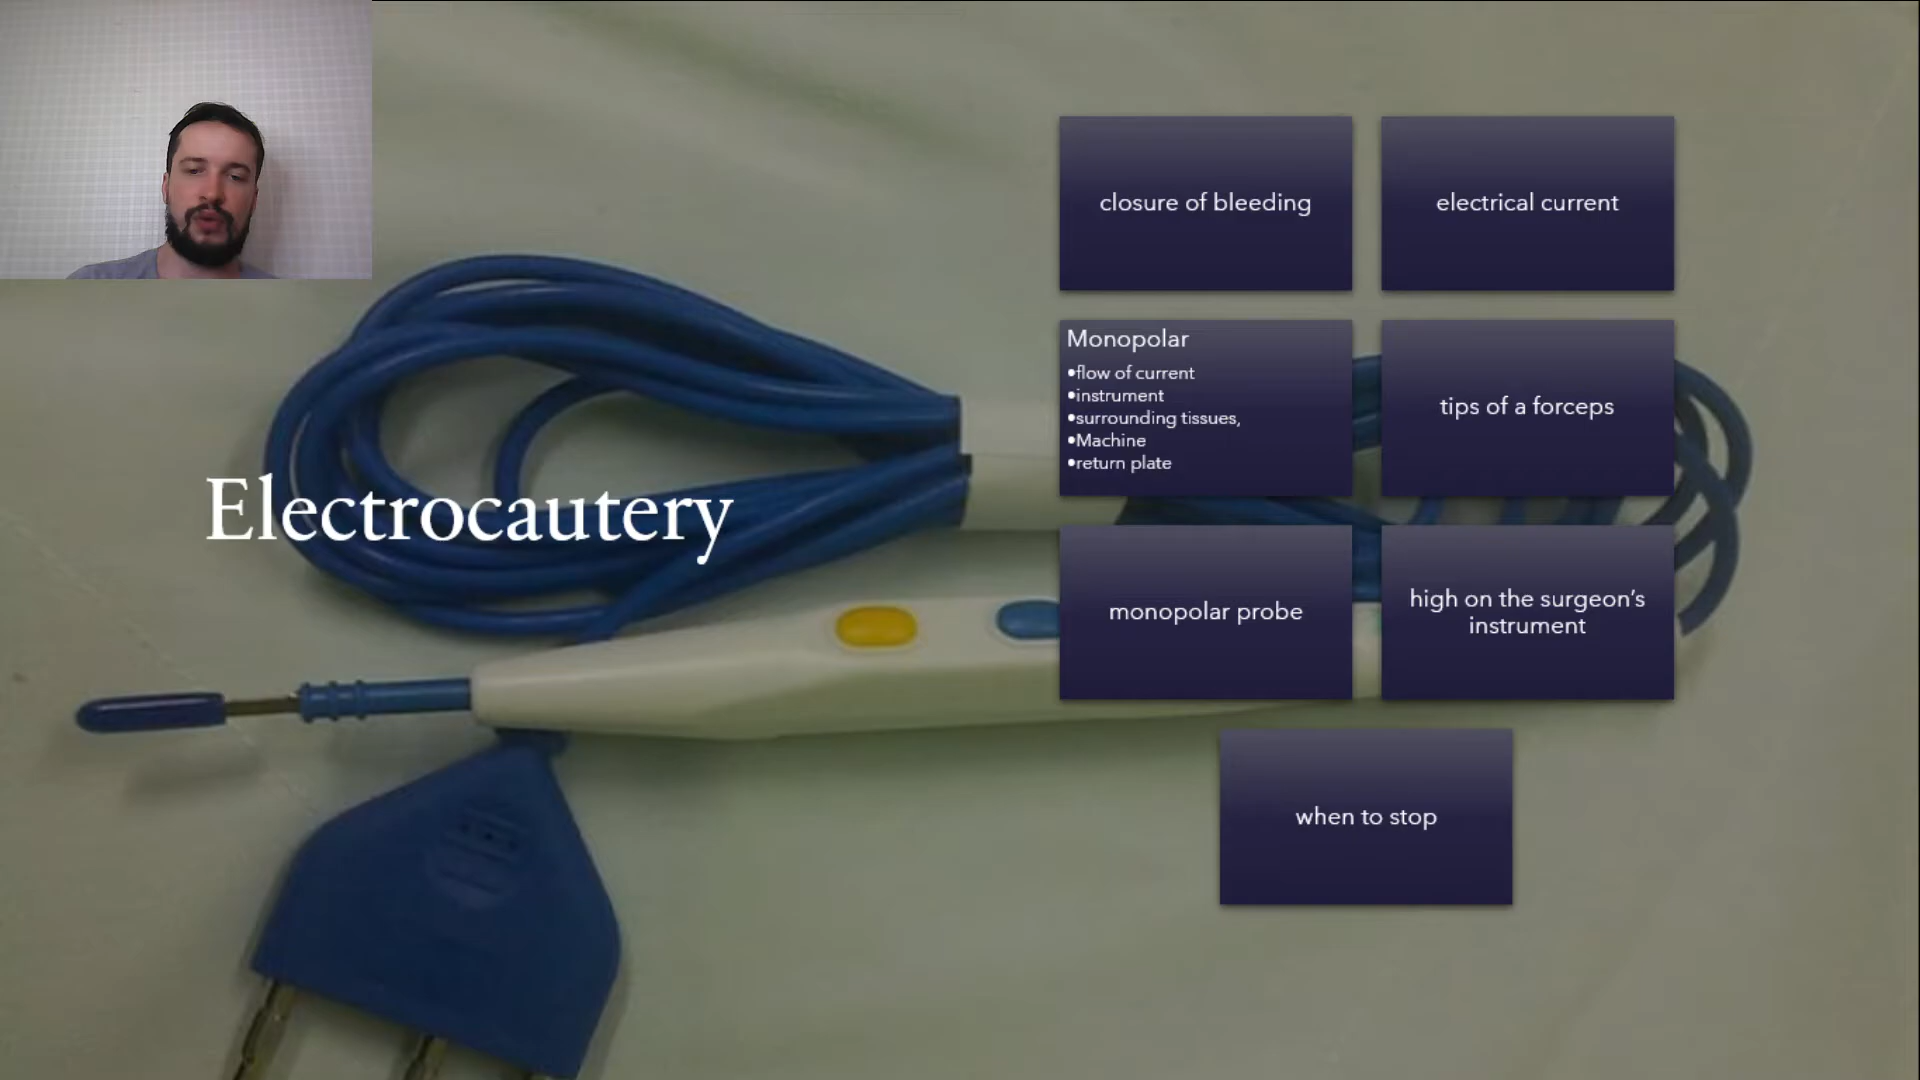 Electrocautery
closure of bleeding
electrical current
Monopolar
•flow of current
•instrument
•surrounding tissues,
•Machine
•return plate
tips of a forceps
monopolar probe
high on the surgeon’s
instrument
when to stop